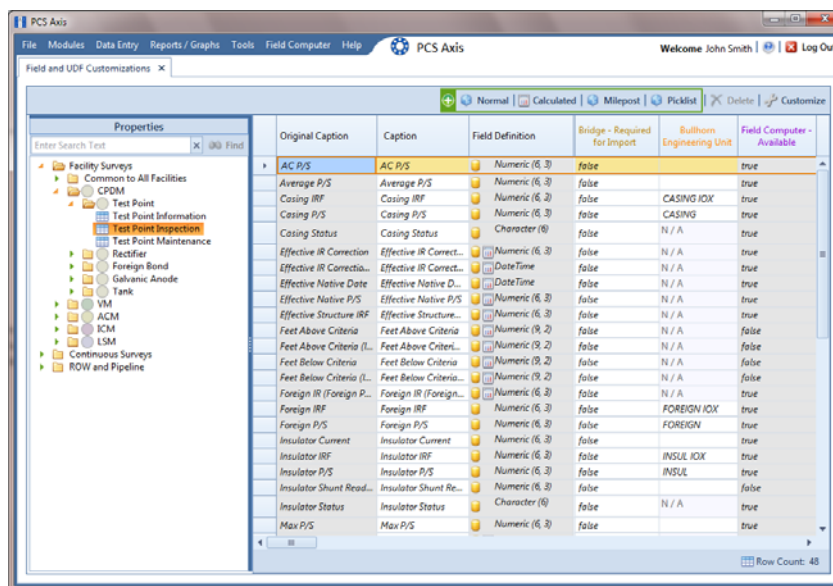 PCS Axis
File Modules Data Entry Reports / Graphs Tools Field Computer Help PCS Axis Welcome John Smith Log Out
Field and UDF Customizations X
Normal Calculated Milepost Picklist Delete Customize
Properties
Enter Search Text X Find
Facility Surveys
Common to All Facilities
CPDM
Test Point
Test Point Information
Test Point Inspection
Test Point Maintenance
Rectifier
Foreign Bond
Galvanic Anode
Tank
VM
ACM
ICM
LSM
Continuous Surveys
ROW and Pipeline
Original Caption Caption Field Definition Bridge - Required for Import Bullhorn Engineering Unit Field Computer - Available
AC P/S AC P/S Numeric (6, 3) false true
Average P/S Average P/S Numeric (6, 3) false true
Casing IRF Casing IRF Numeric (6, 2) false CASING IOX true
Casing P/S Casing P/S Numeric (6, 3) false CASING true
Casing Status Casing Status Character (6) false N / A true
Effective IR Correction Effective IR Correct... Numeric (6, 3) false N / A true
Effective IR Correctio... Effective IR Correct... DateTime false N / A true
Effective Native Date Effective Native D... DateTime false N / A true
Effective Native P/S Effective Native P/S Numeric (6, 3) false N / A true
Effective Structure IRF Effective Structure... Numeric (6, 3) false N / A true
Feet Above Criteria Feet Above Criteria Numeric (9, 2) false N / A false
Feet Above Criteria (I... Feet Above Criteri... Numeric (9, 2) false N / A false
Feet Below Criteria Feet Below Criteria Numeric (9, 2) false N / A false
Feet Below Criteria (I... Feet Below Criteria... Numeric (9, 2) false N / A false
Foreign IR (Foreign P... Foreign IR (Foreign... Numeric (6, 3) false N / A true
Foreign IRF Foreign IRF Numeric (6, 3) false FOREIGN IOX true
Foreign P/S Foreign P/S Numeric (6, 3) false FOREIGN true
Insulator Current Insulator Current Numeric (6, 3) false true
Insulator IRF Insulator IRF Numeric (6, 3) false INSUL IOX true
Insulator P/S Insulator P/S Numeric (6, 3) false INSUL true
Insulator Shunt Read... Insulator Shunt Re... Numeric (6, 3) false false
Insulator Status Insulator Status Character (6) false N / A true
Max P/S Max P/S Numeric (6, 3) false true
Row Count: 48